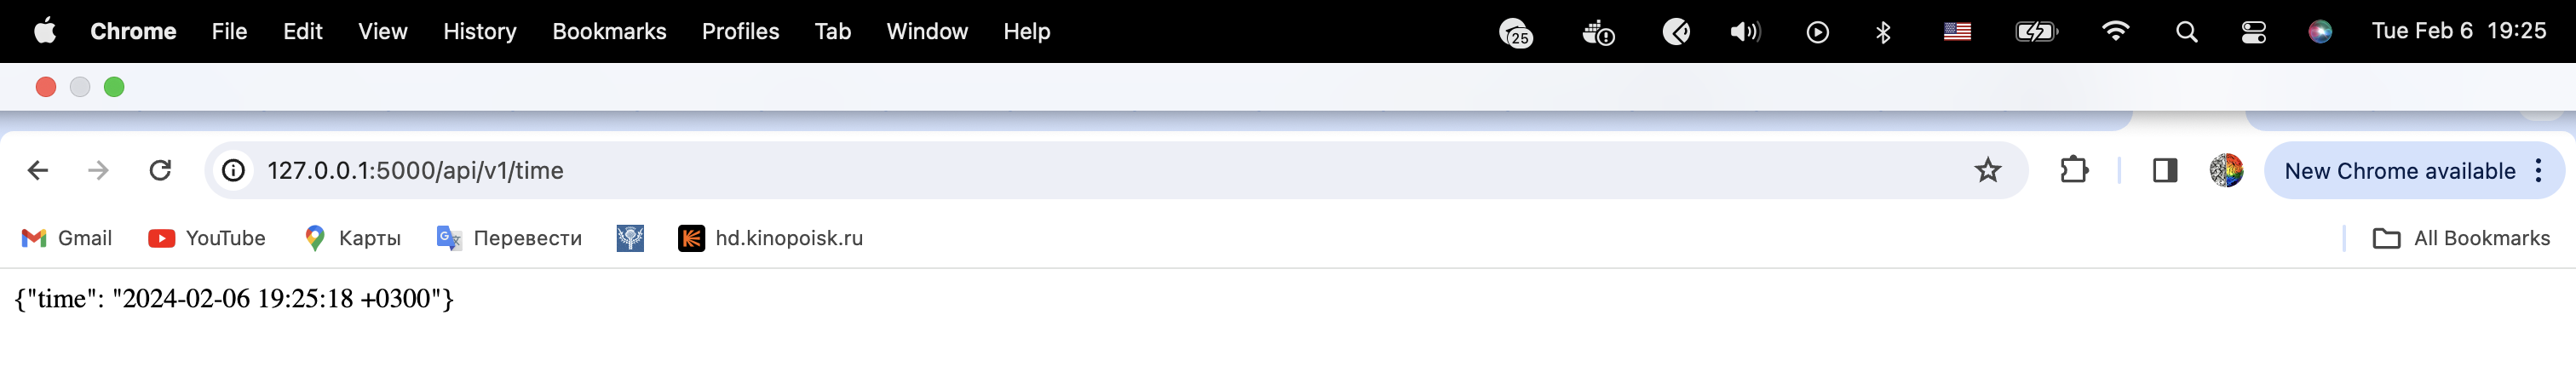 Chrome File Edit View History Bookmarks Profiles Tab Window Help 25 Tue Feb 6 19:25
127.0.0.1:5000/api/v1/time New Chrome available
Gmail YouTube Карты Перевести hd.kinopoisk.ru All Bookmarks
{"time": "2024-02-06 19:25:18 +0300"}